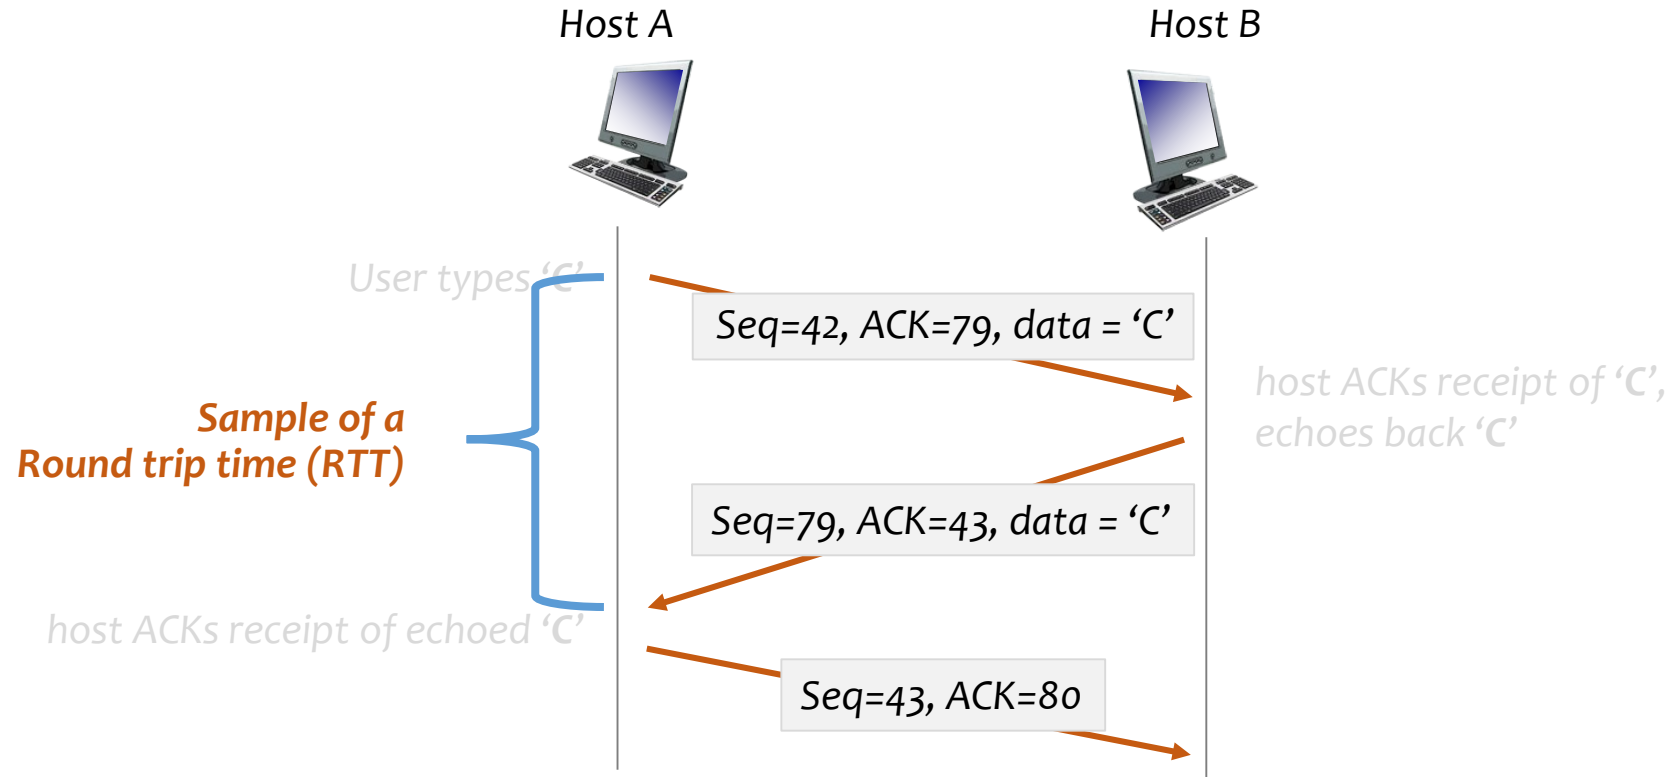 Host A
Host B
User types ‘C’
Seq=42, ACK=79, data = ‘C’
host ACKs receipt of ‘C’,
echoes back ‘C’
Sample of a
Round trip time (RTT)
Seq=79, ACK=43, data = ‘C’
host ACKs receipt of echoed ‘C’
Seq=43, ACK=80